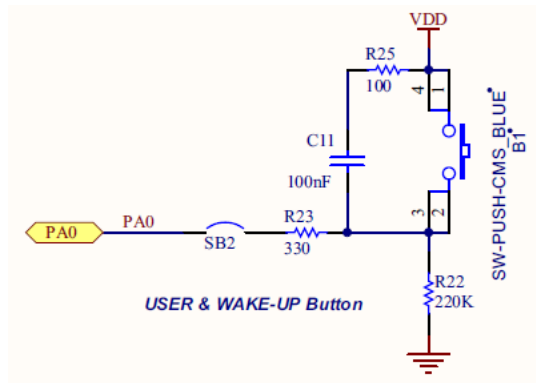 VDD
R25
100
4
1
C11
100nF
SW-PUSH-CMS_BLUE
B1
PA0
PA0
SB2
R23
330
3
2
R22
220K
USER & WAKE-UP Button